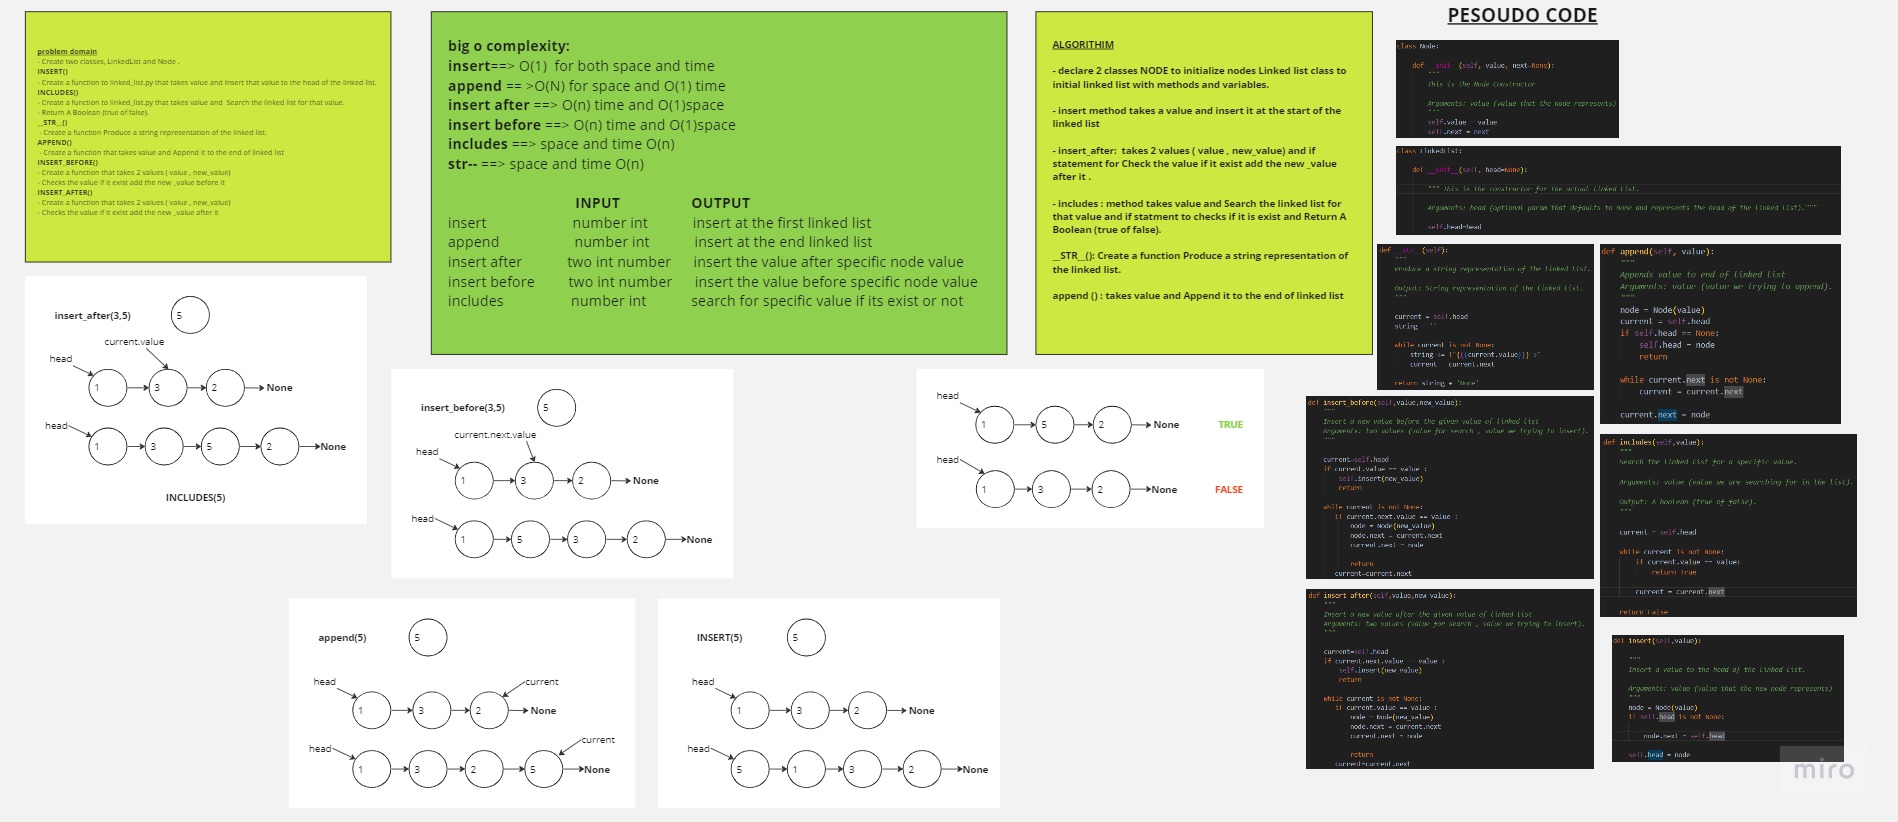 problem domain
- Create two classes, LinkedList and Node .
INSERT()
- Create a function to linked_list.py that takes value and Insert that value to the head of the linked list.
INCLUDES()
- Create a function to linked_list.py that takes value and Search the linked list for that value.
- Return A Boolean (true of false).
__STR__()
- Create a function Produce a string representation of the linked list.
APPEND()
- Create a function that takes value and Append it to the end of linked list
INSERT_BEFORE()
- Create a function that takes 2 values ( value , new_value)
- Checks the value if it exist add the new _value before it
INSERT_AFTER()
- Create a function that takes 2 values ( value , new_value)
- Checks the value if it exist add the new _value after it
big o complexity:
insert==> O(1) for both space and time
append == >O(N) for space and O(1) time
insert after ==> O(n) time and O(1)space
insert before ==> O(n) time and O(1)space
includes ==> space and time O(n)
str-- ==> space and time O(n)
INPUT OUTPUT
insert number int insert at the first linked list
append number int insert at the end linked list
insert after two int number insert the value after specific node value
insert before two int number insert the value before specific node value
includes number int search for specific value if its exist or not
ALGORITHIM
- declare 2 classes NODE to initialize nodes Linked list class to
initial linked list with methods and variables.
- insert method takes a value and insert it at the start of the
linked list
- insert_after: takes 2 values ( value , new_value) and if
statement for Check the value if it exist add the new _value
after it .
- includes : method takes value and Search the linked list for
that value and if statment to checks if it is exist and Return A
Boolean (true of false).
__STR__(): Create a function Produce a string representation of
the linked list.
append () : takes value and Append it to the end of linked list
PESOUDO CODE
class Node:
def __init__(self, value, next=None):
"""
This is the Node Constructor
Arguments: value (value that the node represents)
"""
self.value = value
self.next = next
class LinkedList:
def __init__(self, head=None):
""" This is the constructor for the actual Linked List.
Arguments: head (optional param that defaults to none and represents the head of the linked list)."""
self.head=head
def __str__(self):
"""
Produce a string representation of the linked list.
Output: String representation of the linked list.
"""
current = self.head
string = ''
while current is not None:
string += f"{{{current.value}}} >"
current = current.next
return string + 'None'
def append(self, value):
"""
Appends value to end of linked list
Arguments: value (value we trying to append).
"""
node = Node(value)
current = self.head
if self.head == None:
self.head = node
return
while current.next is not None:
current = current.next
current.next = node
def insert_before(self,value,new_value):
"""
Insert a new value before the given value of linked list
Arguments: two values (value for search , value we trying to insert).
"""
current=self.head
if current.value == value :
self.insert(new_value)
return
while current is not None:
if current.next.value == value :
node = Node(new_value)
node.next = current.next
current.next = node
return
current=current.next
def includes(self,value):
"""
Search the linked list for a specific value.
Arguments: value (value we are searching for in the list).
Output: A boolean (true of false).
current = self.head
while current is not None:
if current.value == value:
return True
current = current.next
return False
def insert after(self,value,new value):
"""
Insert a new value after the given value of linked list
Arguments: two values (value for search , value we trying to insert).
"""
current=self.head
if current.next.value = value :
self.insert(new_value)
return
while current is not None:
if current.value == value :
node = Node(new_value)
node.next = current.next
current.next = node
return
current=current.next
def insert(self,value):
"""
Insert a value to the head of the linked list.
Arguments: value (value that the new node represents)
"""
node = Node(value)
if self.head is not None:
node.next = self.head
self.head = node
insert_after(3,5) 5
current.value
head
1 3 2 None
head
1 3 5 2 None
INCLUDES(5)
insert_before(3,5) 5
current.next.value
head
1 3 2 None
head
1 5 3 2 None
head
1 5 2 None TRUE
head
1 3 2 None FALSE
append(5) 5
head current
1 3 2 None
head current
1 3 2 5 None
INSERT(5) 5
head
1 3 2 None
head
5 1 3 2 None
miro